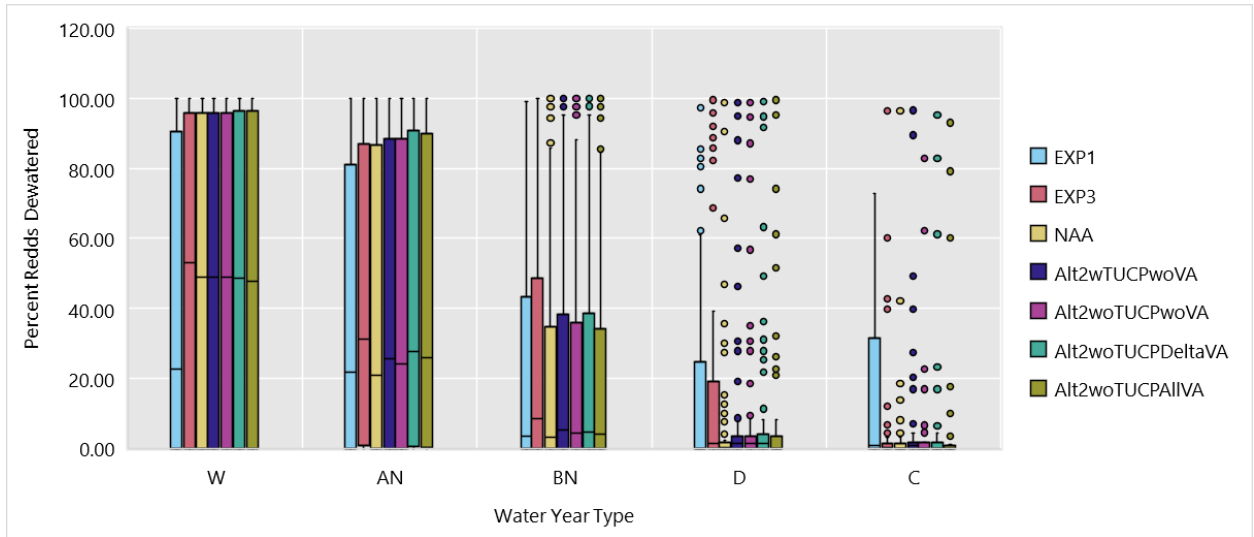 120.00
100.00
80.00
60.00
40.00
20.00
0.00
Percent Redds Dewatered
W
AN
BN
D
C
Water Year Type
EXP1
EXP3
NAA
Alt2wTUCPwoVA
Alt2woTUCPwoVA
Alt2woTUCPDeltaVA
Alt2woTUCPAllVA